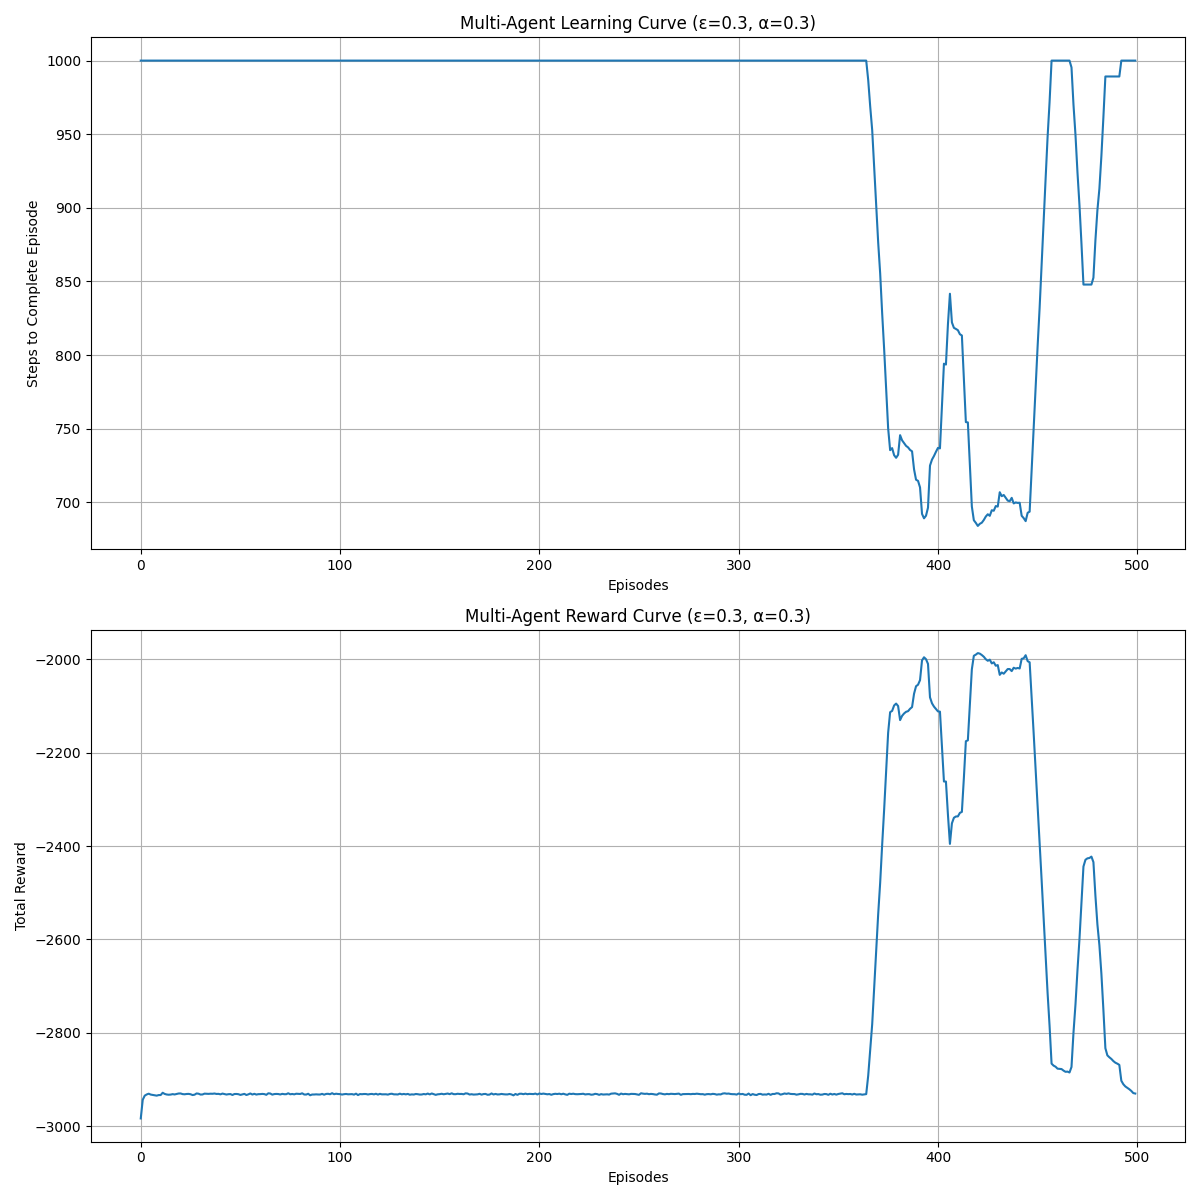 Multi-Agent Learning Curve (ε=0.3, α=0.3)
1000
950
900
850
800
750
700
Steps to Complete Episode
0 100 200 300 400 500
Episodes
Multi-Agent Reward Curve (ε=0.3, α=0.3)
−2000
−2200
−2400
−2600
−2800
−3000
Total Reward
0 100 200 300 400 500
Episodes